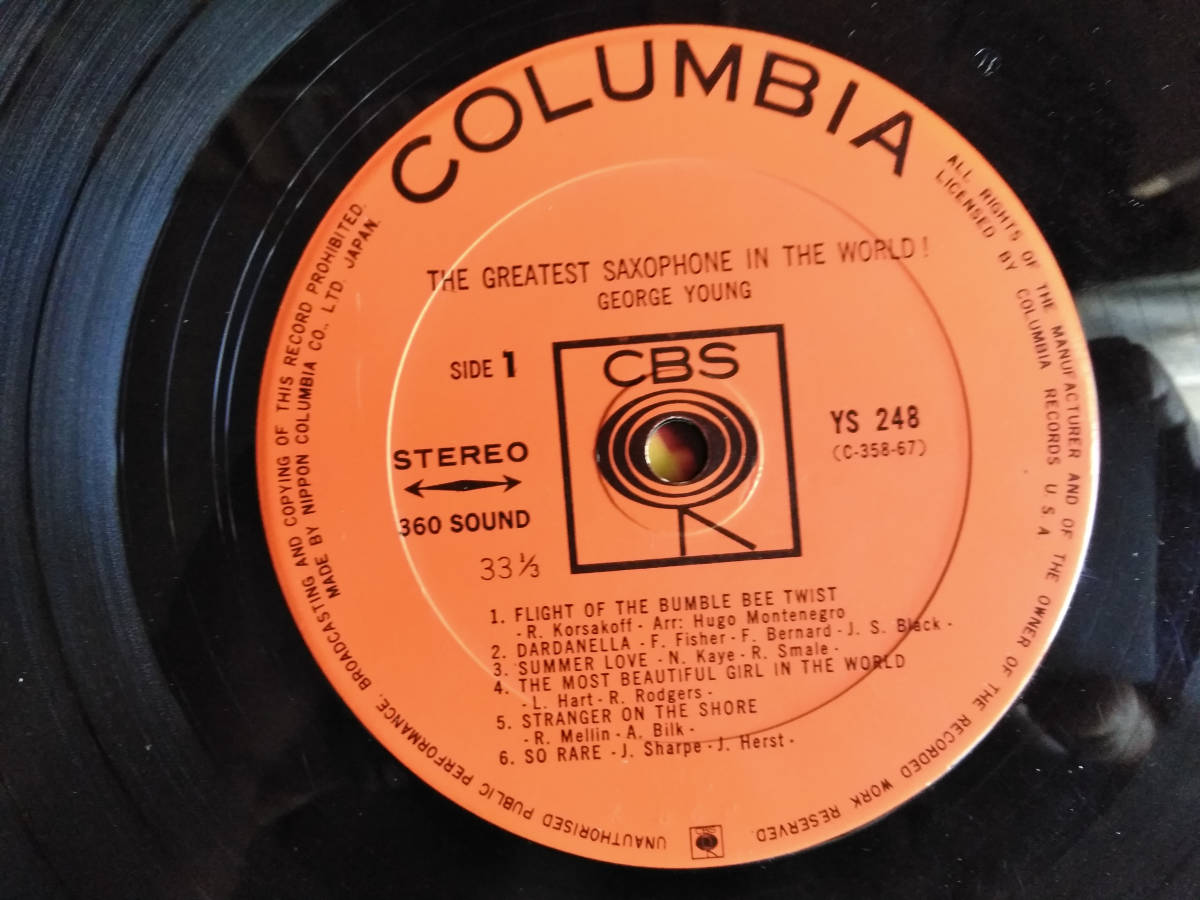 COLUMBIA
THE GREATEST SAXOPHONE IN THE WORLD!
GEORGE YOUNG
SIDE 1
CBS
YS 248
(C-358-67)
STEREO
360 SOUND
33 1/3
1. FLIGHT OF THE BUMBLE BEE TWIST
- R. Korsakoff - Arr: Hugo Montenegro
2. DARDANELLA - F. Fisher - F. Bernard - J. S. Black -
3. SUMMER LOVE - N. Kaye - R. Smale -
4. THE MOST BEAUTIFUL GIRL IN THE WORLD
- L. Hart - R. Rodgers -
5. STRANGER ON THE SHORE
- R. Mellin - A. Bilk -
6. SO RARE - J. Sharpe - J. Herst -
ALL RIGHTS OF THE MANUFACTURER AND OF THE OWNER OF THE RECORDED WORK RESERVED.
LICENSED BY COLUMBIA RECORDS U.S.A
CBS
UNAUTHORISED PUBLIC PERFORMANCE, BROADCASTING AND COPYING OF THIS RECORD PROHIBITED.
MADE BY NIPPON COLUMBIA CO., LTD. JAPAN.